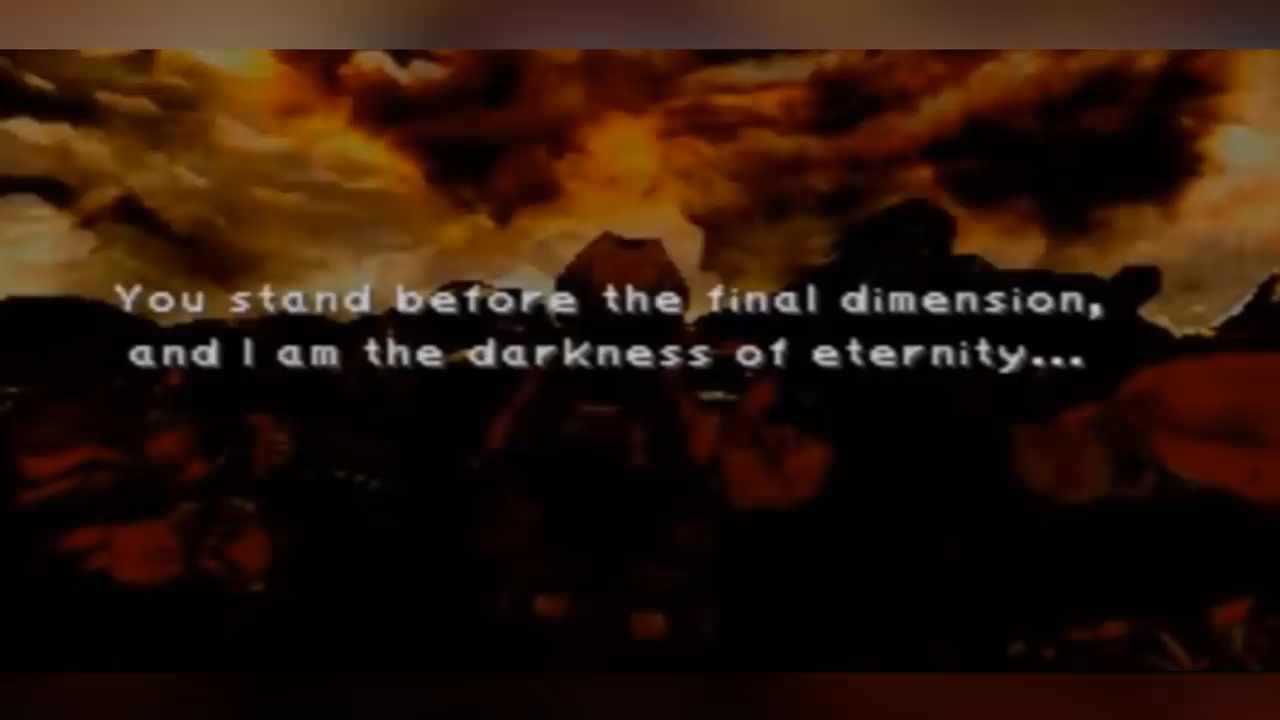 You stand before the final dimension,
and I am the darkness of eternity...